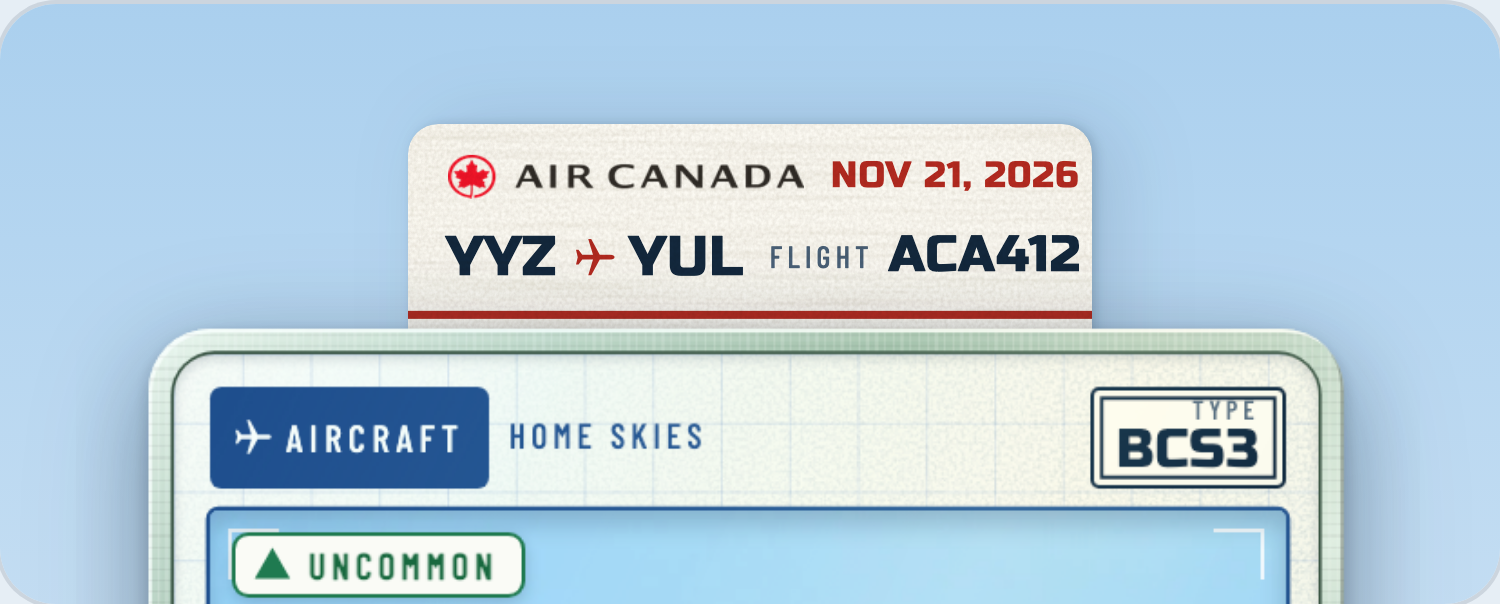 AIR CANADA NOV 21, 2026
YYZ YUL FLIGHT ACA412
AIRCRAFT HOME SKIES
TYPE
BCS3
UNCOMMON